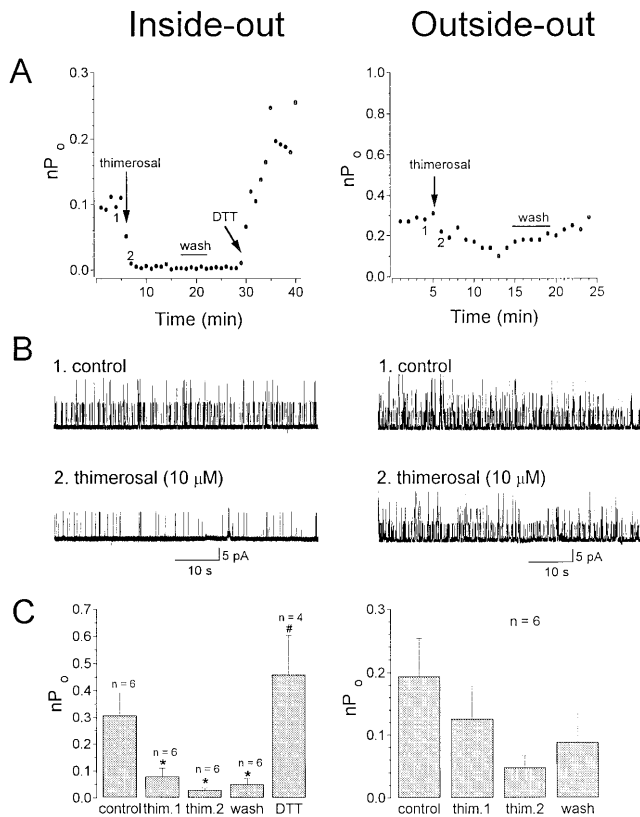 Inside-out
Outside-out
A
0.3
0.2
0.1
0.0
nPo
thimerosal
1
2
wash
DTT
10
20
30
40
Time (min)
1.0
0.8
0.6
0.4
0.2
0.0
nPo
thimerosal
1
2
wash
5
10
15
20
25
Time (min)
B
1. control
1. control
2. thimerosal (10 µM)
2. thimerosal (10 µM)
5 pA
10 s
5 pA
10 s
C
0.7
0.6
0.5
0.4
0.3
0.2
0.1
0.0
nPo
n = 6
n = 6
*
n = 6
*
n = 6
*
n = 4
#
control thim.1 thim.2 wash DTT
0.3
0.2
0.1
0.0
nPo
n = 6
control thim.1 thim.2 wash